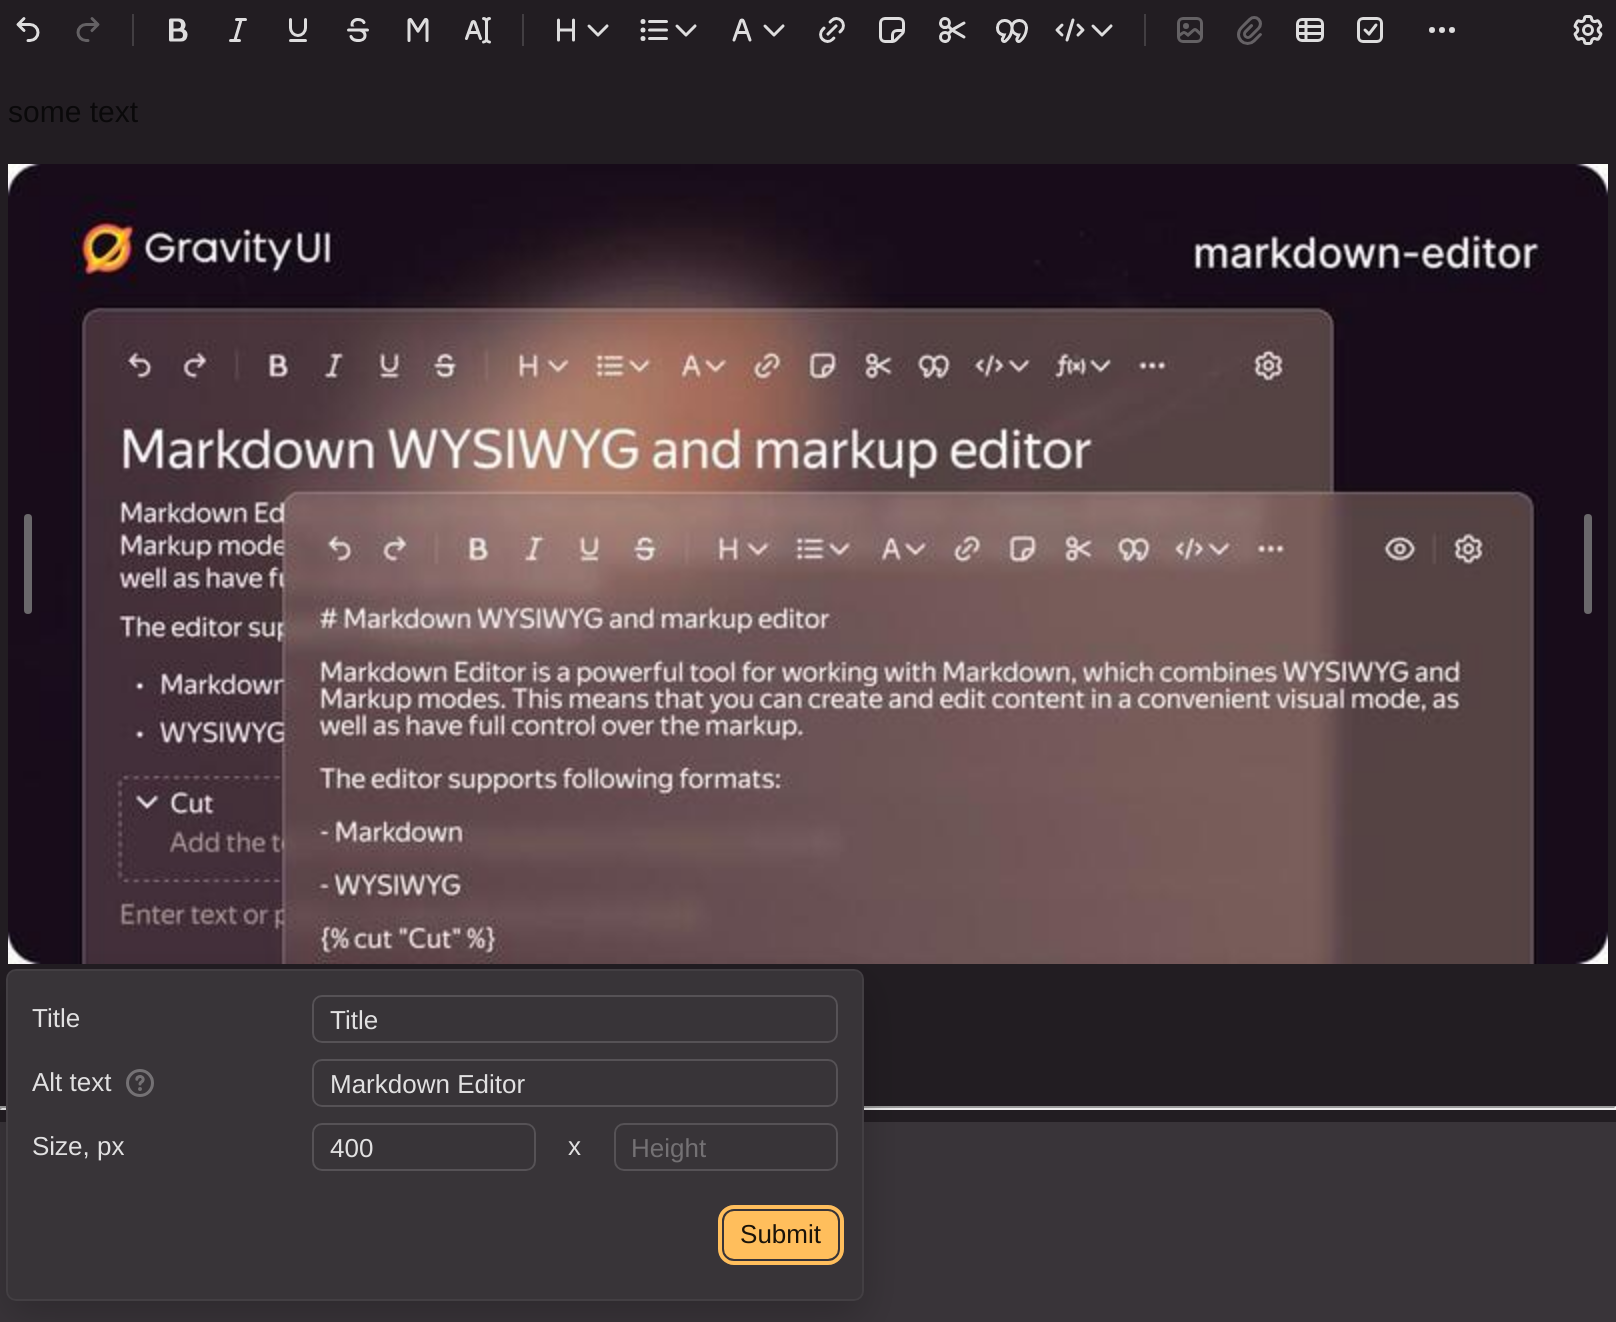 B I U S M A H A
some text
GravityUI
markdown-editor
B I U S H A </> f(x) ...
Markdown WYSIWYG and markup editor
Markdown Ed
Markup mode
well as have fu
The editor sup
• Markdown
• WYSIWYG
Cut
Add the te
Enter text or p
B I U S H A </> ...
# Markdown WYSIWYG and markup editor
Markdown Editor is a powerful tool for working with Markdown, which combines WYSIWYG and
Markup modes. This means that you can create and edit content in a convenient visual mode, as
well as have full control over the markup.
The editor supports following formats:
- Markdown
- WYSIWYG
{% cut "Cut" %}
Title
Title
Alt text ?
Markdown Editor
Size, px
400 x Height
Submit